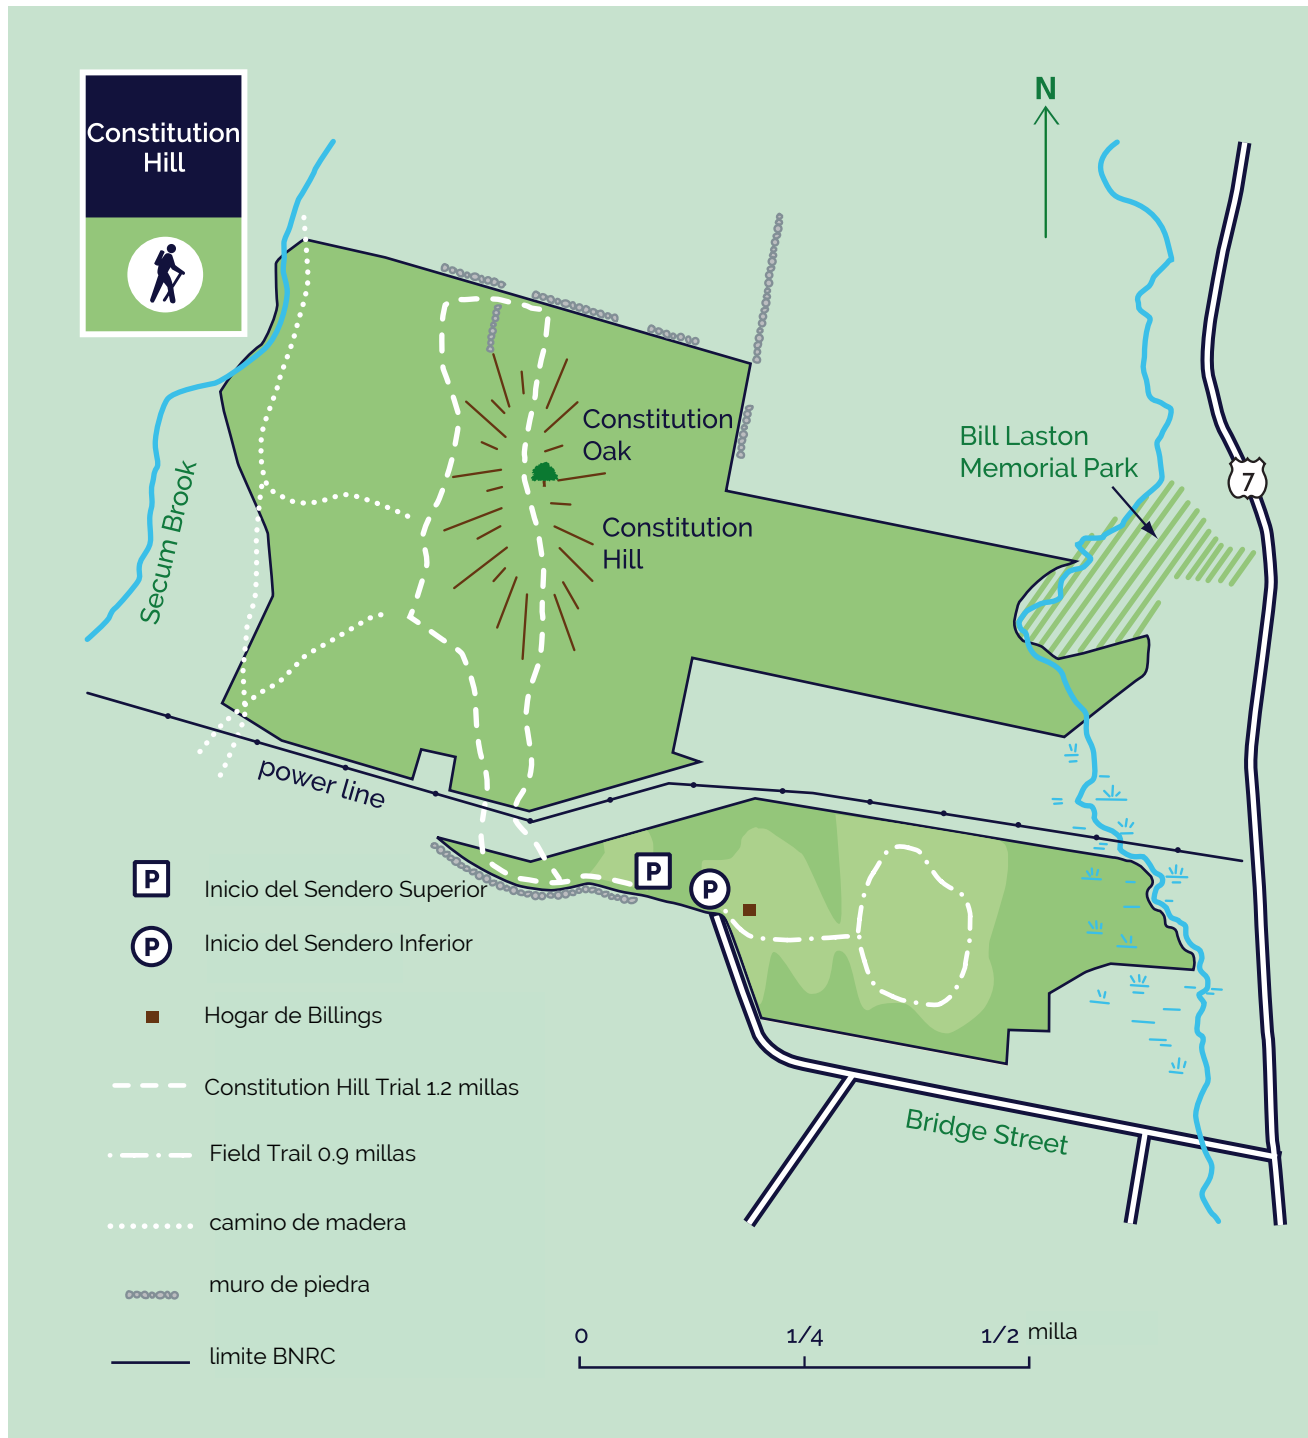 Constitution
Hill
N
Constitution
Oak
Bill Laston
Memorial Park
7
Constitution
Hill
Secum Brook
power line
P
P
Bridge Street
P Inicio del Sendero Superior
P Inicio del Sendero Inferior
Hogar de Billings
Constitution Hill Trial 1.2 millas
Field Trail 0.9 millas
camino de madera
muro de piedra
limite BNRC
0 1/4 1/2 milla